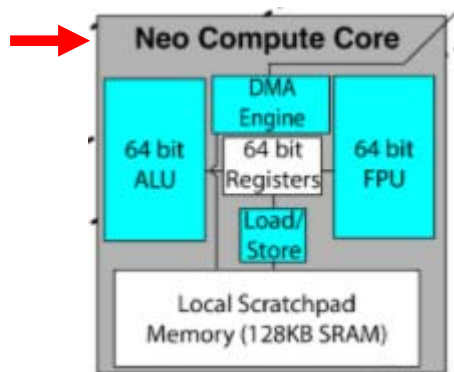 Neo Compute Core
DMA
Engine
64 bit
ALU
64 bit
Registers
64 bit
FPU
Load/
Store
Local Scratchpad
Memory (128KB SRAM)